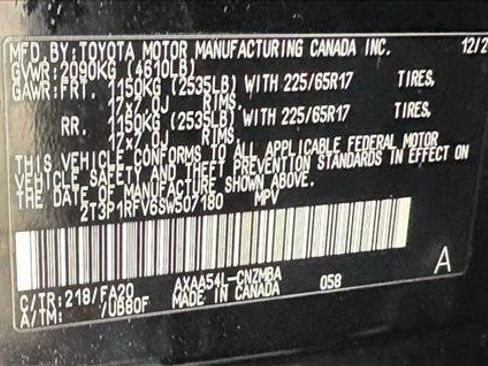 MFD. BY: TOYOTA MOTOR MANUFACTURING CANADA INC. 12/2
GVWR: 2090KG (4610LB)
GAWR: FRT. 1150KG (2535LB) WITH 225/65R17 TIRES,
17x7.0J RIMS.
RR. 1150KG (2535LB) WITH 225/65R17 TIRES,
17x7.0J RIMS.
THIS VEHICLE CONFORMS TO ALL APPLICABLE FEDERAL MOTOR
VEHICLE SAFETY AND THEFT PREVENTION STANDARDS IN EFFECT ON
THE DATE OF MANUFACTURE SHOWN ABOVE.
2T3P1RFV6SW507180 MPV
C/TR: 218/FA20 AXAA54L-CNZMBA 058 A
A/TM: /UB80F MADE IN CANADA